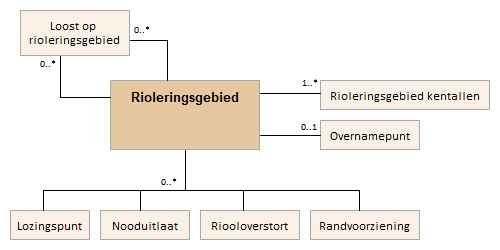 Loost op
rioleringsgebied
0..*
0..*
Rioleringsgebied
1..*
Rioleringsgebied kentallen
0..1
Overnamepunt
0..*
Lozingspunt
Nooduitlaat
Riooloverstort
Randvoorziening